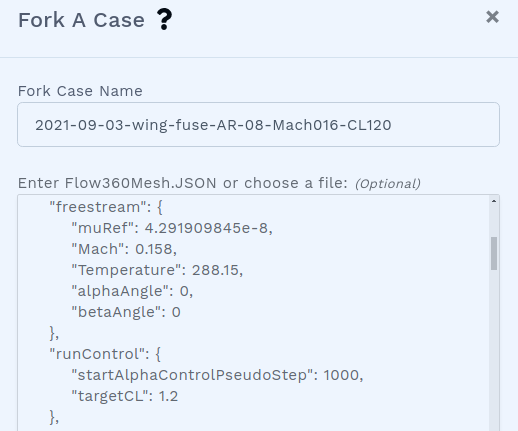 Fork A Case ?
Fork Case Name
2021-09-03-wing-fuse-AR-08-Mach016-CL120
Enter Flow360Mesh.JSON or choose a file: (Optional)
"freestream": {
"muRef": 4.291909845e-8,
"Mach": 0.158,
"Temperature": 288.15,
"alphaAngle": 0,
"betaAngle": 0
},
"runControl": {
"startAlphaControlPseudoStep": 1000,
"targetCL": 1.2
},